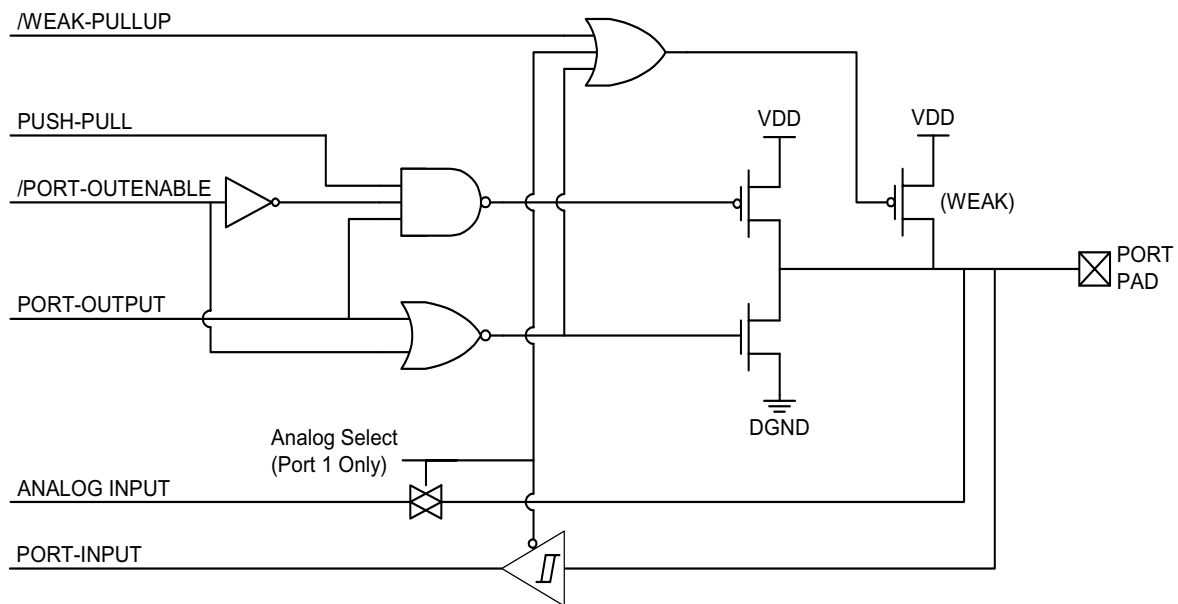 /WEAK-PULLUP
PUSH-PULL
VDD
VDD
/PORT-OUTENABLE
(WEAK)
PORT
PAD
PORT-OUTPUT
DGND
Analog Select
(Port 1 Only)
ANALOG INPUT
PORT-INPUT